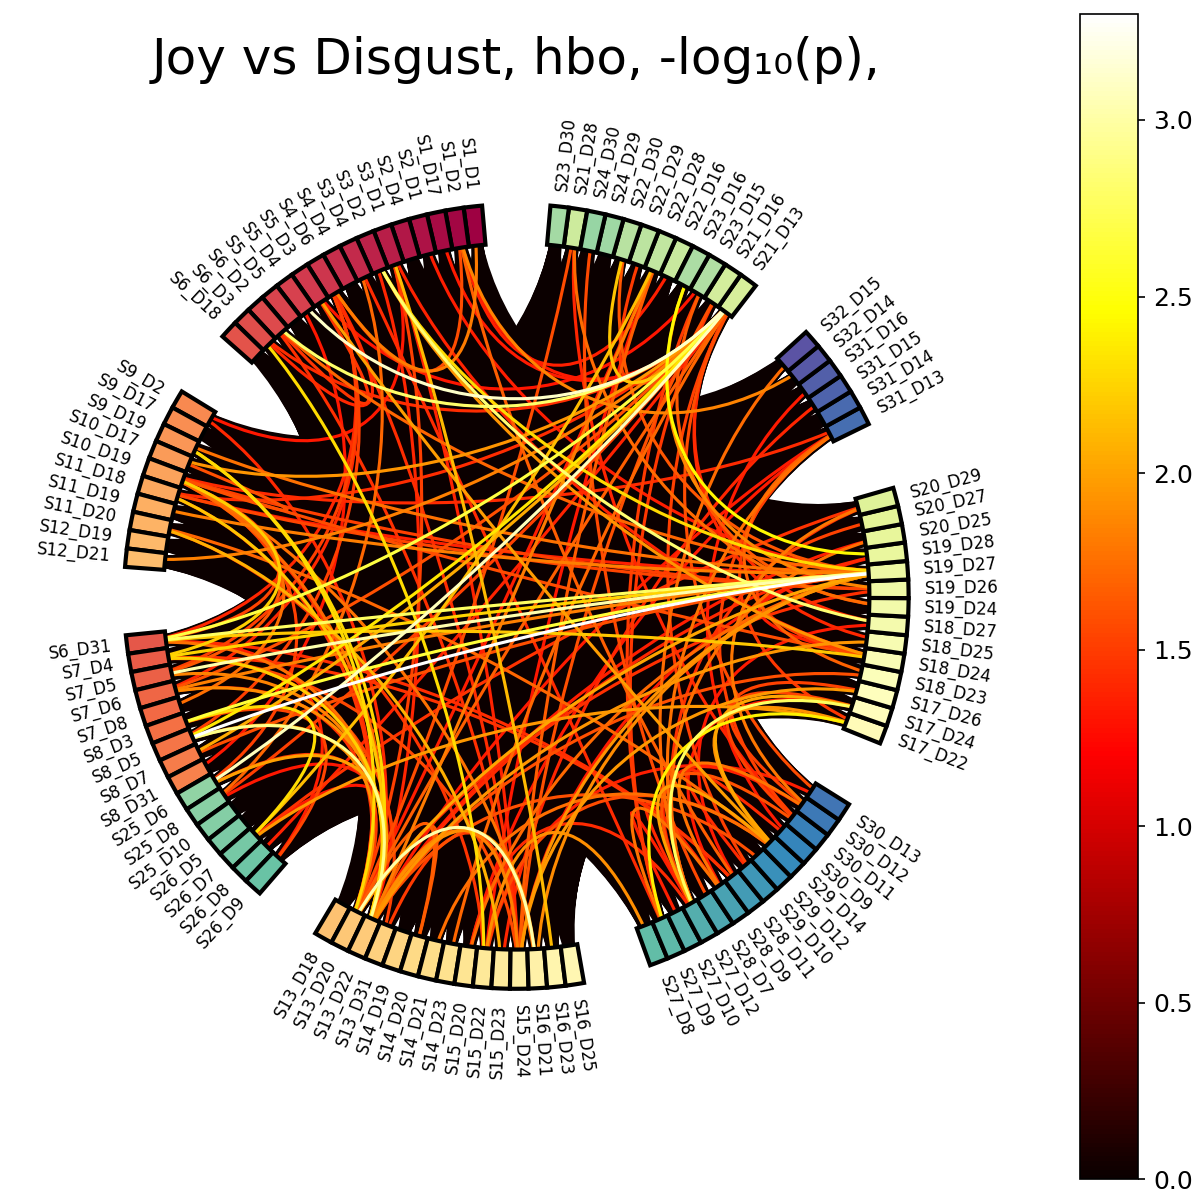 Joy vs Disgust, hbo, -log₁₀(p),
S1_D1
S1_D2
S1_D17
S2_D1
S2_D4
S3_D1
S3_D2
S3_D4
S4_D4
S4_D6
S5_D3
S5_D4
S5_D5
S6_D2
S6_D3
S6_D18
S9_D2
S9_D17
S9_D19
S10_D17
S10_D19
S11_D18
S11_D19
S11_D20
S12_D19
S12_D21
S6_D31
S7_D4
S7_D5
S7_D6
S7_D8
S8_D3
S8_D5
S8_D7
S8_D31
S25_D6
S25_D8
S25_D10
S26_D5
S26_D7
S26_D8
S26_D9
S13_D18
S13_D20
S13_D22
S13_D31
S14_D19
S14_D20
S14_D21
S14_D23
S15_D20
S15_D22
S15_D23
S15_D24
S16_D21
S16_D23
S16_D25
S27_D8
S27_D9
S27_D10
S27_D12
S28_D7
S28_D9
S28_D11
S29_D10
S29_D12
S29_D14
S30_D9
S30_D11
S30_D12
S30_D13
S17_D22
S17_D24
S17_D26
S18_D23
S18_D24
S18_D25
S18_D27
S19_D24
S19_D26
S19_D27
S19_D28
S20_D25
S20_D27
S20_D29
S31_D13
S31_D14
S31_D15
S31_D16
S32_D14
S32_D15
S21_D13
S21_D16
S23_D15
S23_D16
S22_D16
S22_D28
S22_D29
S22_D30
S24_D29
S24_D30
S21_D28
S23_D30
3.0
2.5
2.0
1.5
1.0
0.5
0.0